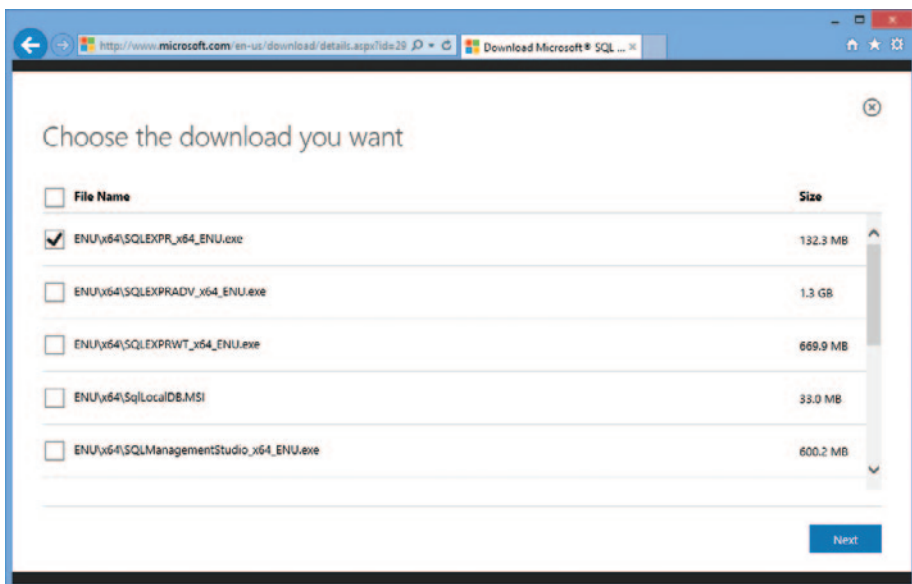 http://www.microsoft.com/en-us/download/details.aspx?id=29
Download Microsoft® SQL ...
Choose the download you want
File Name Size
ENU\x64\SQLEXPR_x64_ENU.exe 132.3 MB
ENU\x64\SQLEXPRADV_x64_ENU.exe 1.3 GB
ENU\x64\SQLEXPRWT_x64_ENU.exe 669.9 MB
ENU\x64\SqlLocalDB.MSI 33.0 MB
ENU\x64\SQLManagementStudio_x64_ENU.exe 600.2 MB
Next